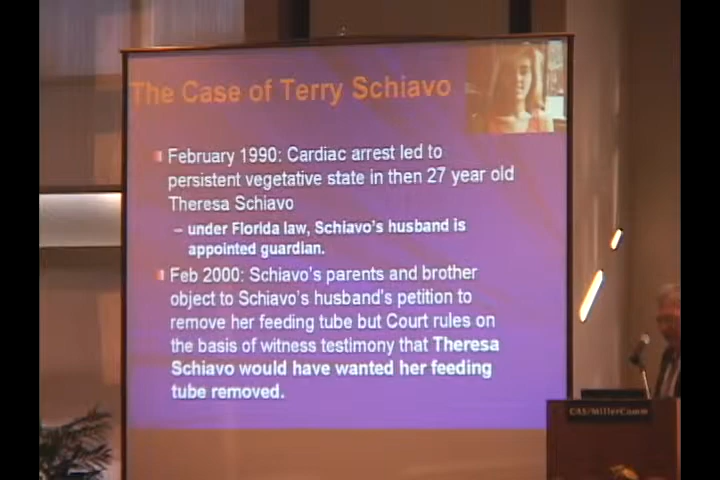 The Case of Terry Schiavo
February 1990: Cardiac arrest led to
persistent vegetative state in then 27 year old
Theresa Schiavo
– under Florida law, Schiavo's husband is
appointed guardian.
Feb 2000: Schiavo's parents and brother
object to Schiavo's husband's petition to
remove her feeding tube but Court rules on
the basis of witness testimony that Theresa
Schiavo would have wanted her feeding
tube removed.
CAS/MillerComm